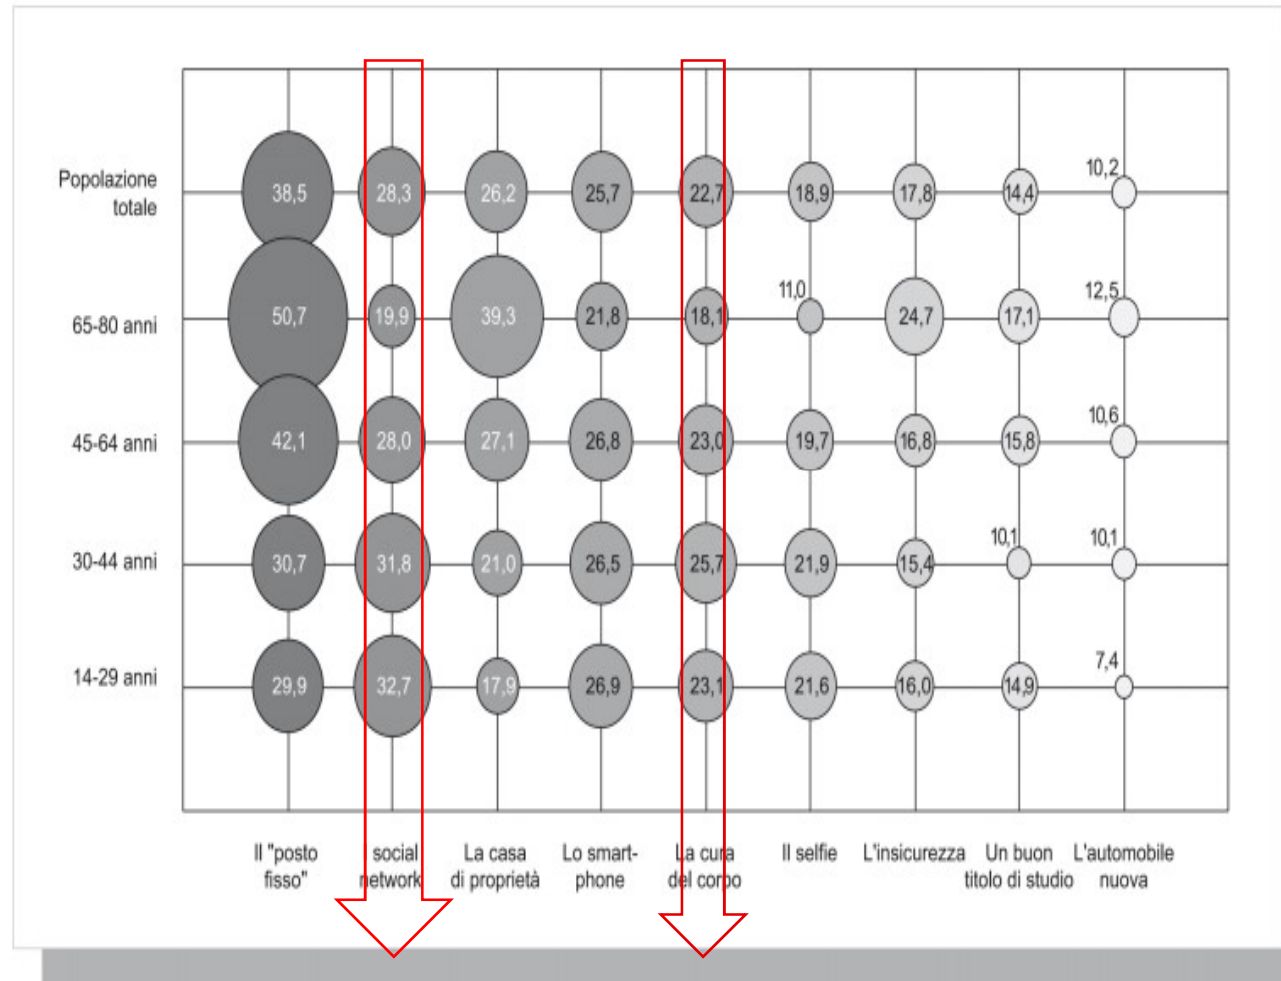 Popolazione
totale
38,5 28,3 26,2 25,7 22,7 18,9 17,8 14,4 10,2
65-80 anni
50,7 19,9 39,3 21,8 18,1 11,0 24,7 17,1 12,5
45-64 anni
42,1 28,0 27,1 26,8 23,0 19,7 16,8 15,8 10,6
30-44 anni
30,7 31,8 21,0 26,5 25,7 21,9 15,4 10,1 10,1
14-29 anni
29,9 32,7 17,9 26,9 23,1 21,6 16,0 14,9 7,4
Il "posto
fisso"
social
network
La casa
di proprietà
Lo smart-
phone
La cura
del corpo
Il selfie
L'insicurezza
Un buon
titolo di studio
L'automobile
nuova